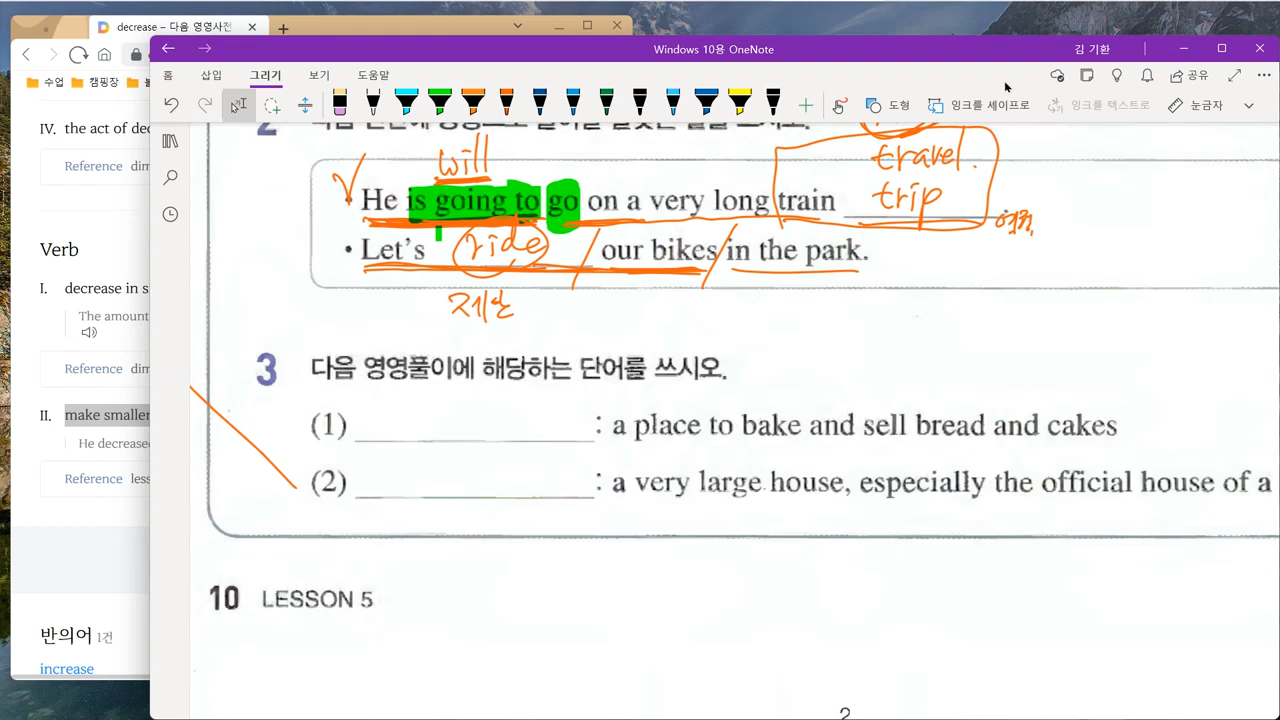 decrease – 다음 영영사전
수업
캠핑장
IV. the act of dec
Reference dim
Verb
I. decrease in si
The amount
Reference dim
II. make smaller
He decreased
Reference less
반의어 1건
increase
Windows 10용 OneNote
김 기환
홈 삽입 그리기 보기 도움말
공유
도형
잉크를 셰이프로
잉크를 텍스트로
눈금자
2
will
travel.
trip
He is going to go on a very long train
여행
• Let's ride our bikes in the park.
제안
3 다음 영영풀이에 해당하는 단어를 쓰시오.
(1) : a place to bake and sell bread and cakes
(2) : a very large house, especially the official house of a
10 LESSON 5
2